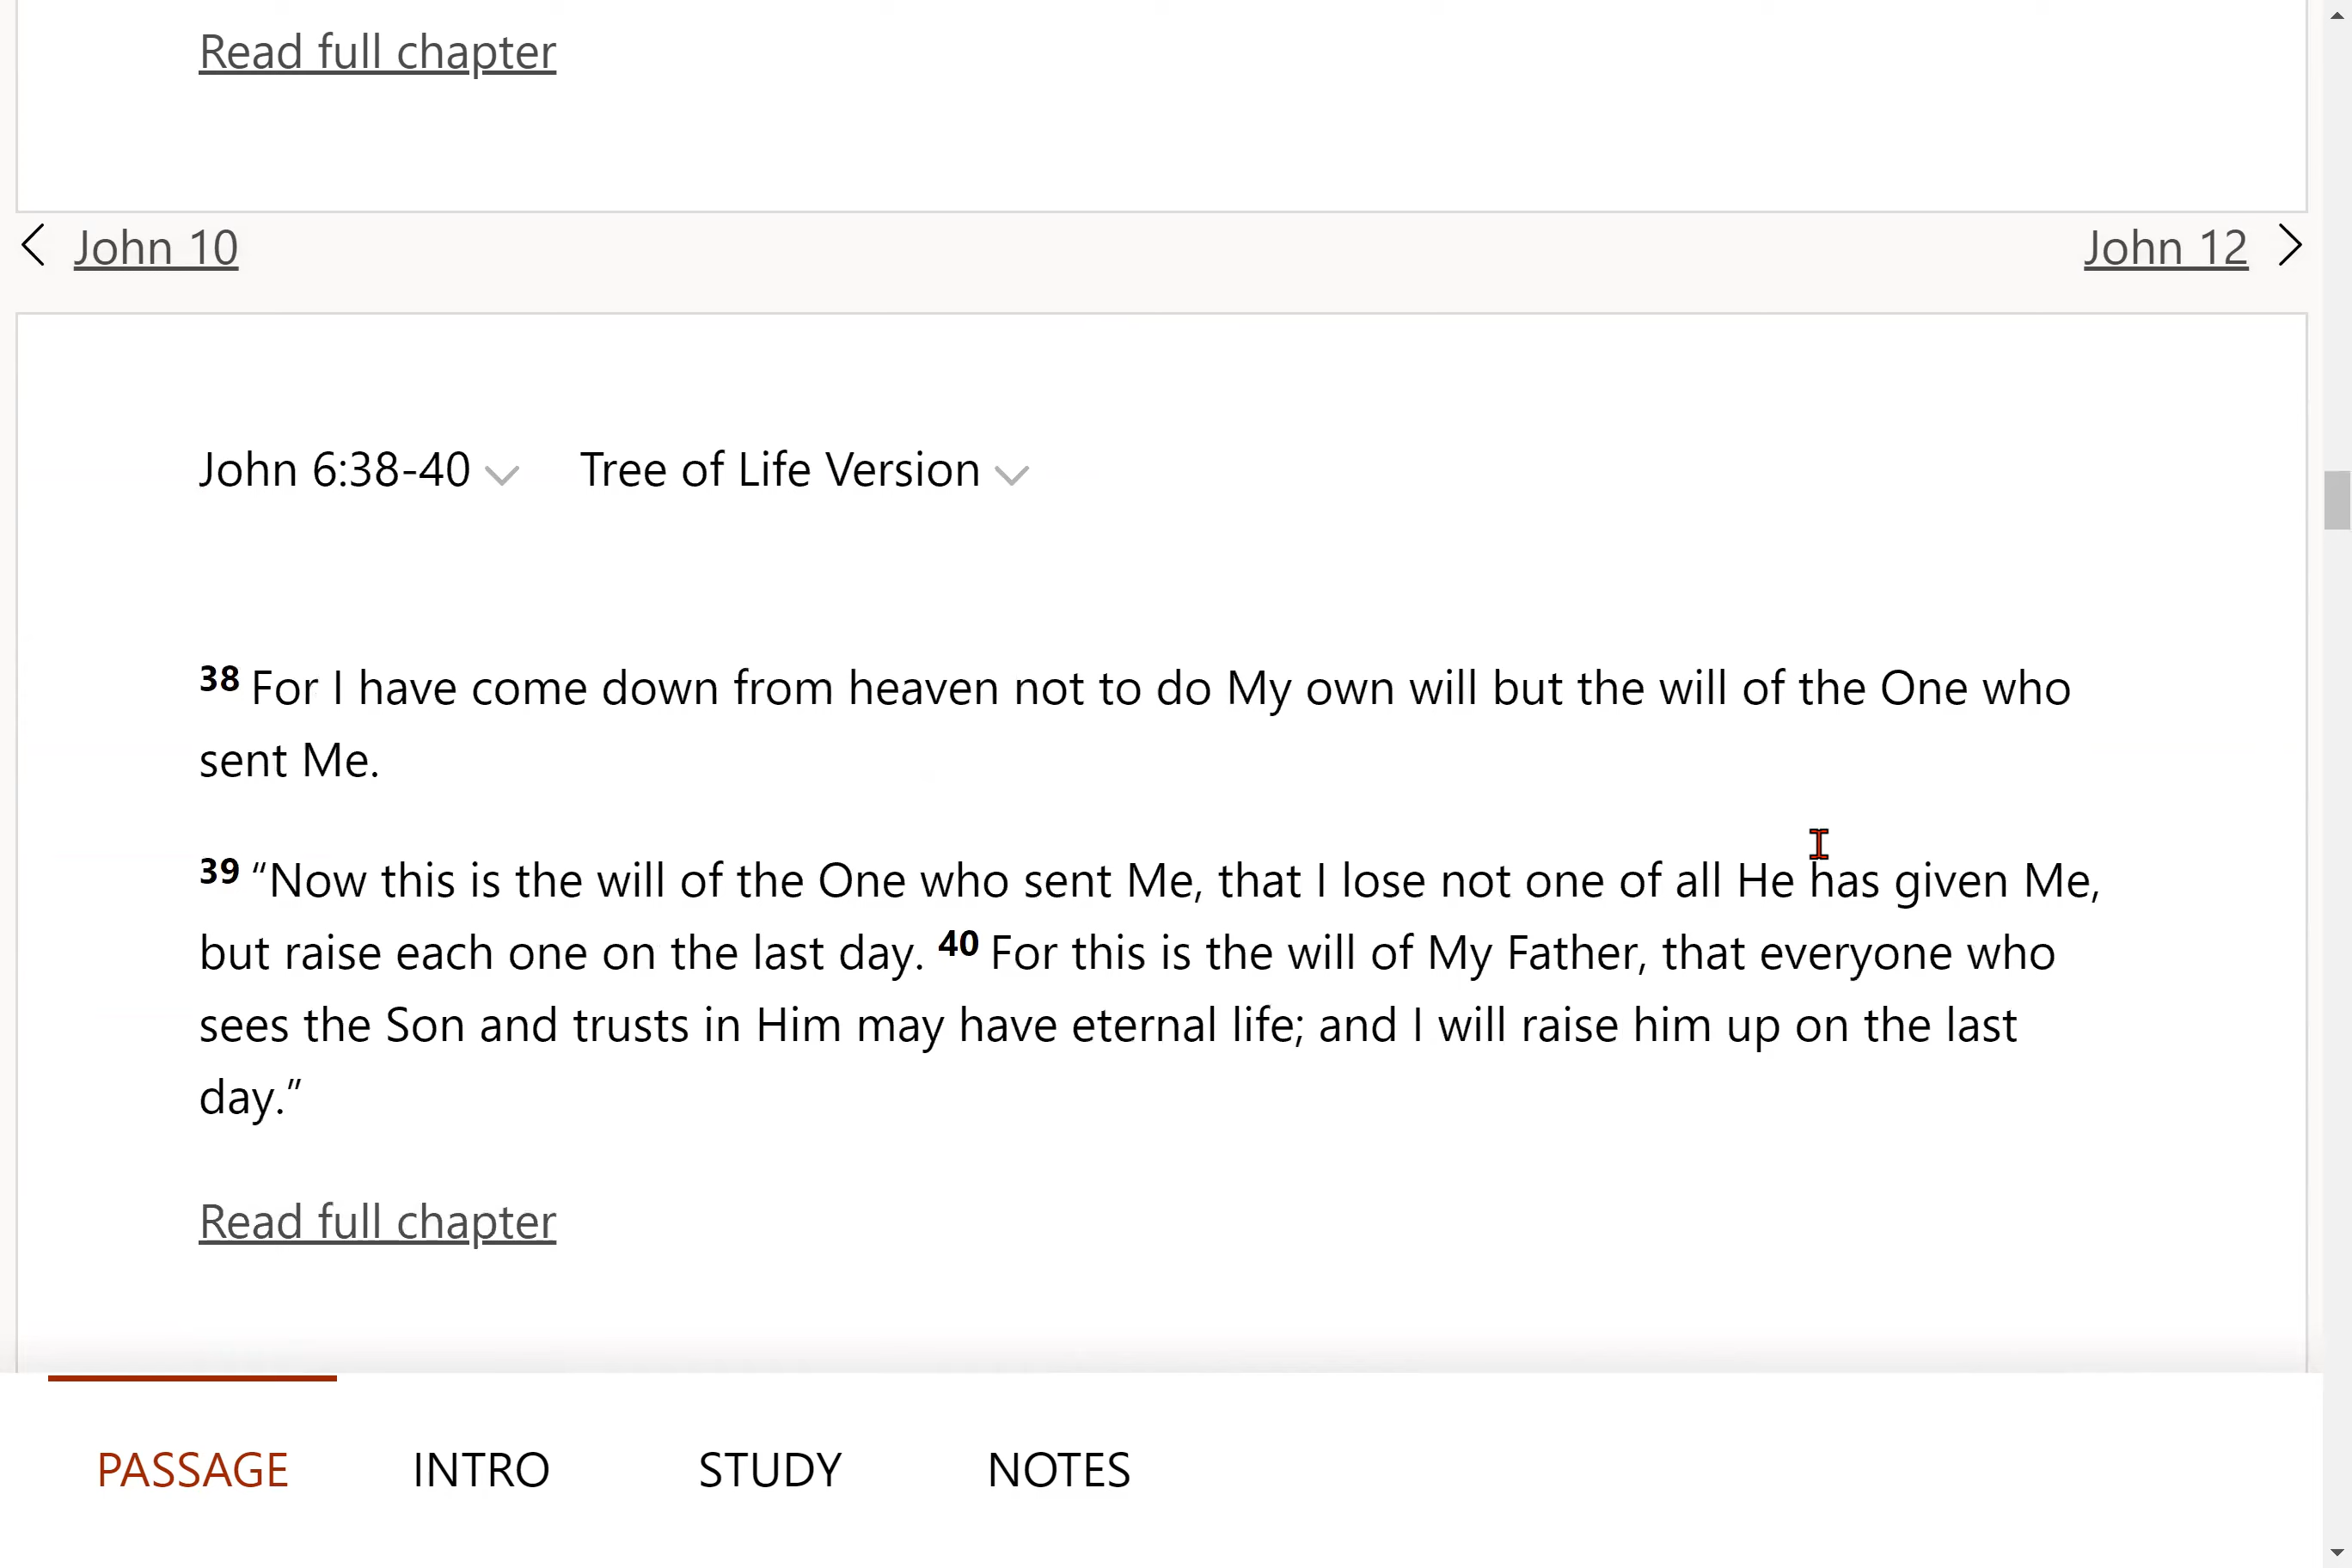 Read full chapter
John 10
John 12
John 6:38-40 Tree of Life Version
38 For I have come down from heaven not to do My own will but the will of the One who
sent Me.
39 “Now this is the will of the One who sent Me, that I lose not one of all He has given Me,
but raise each one on the last day. 40 For this is the will of My Father, that everyone who
sees the Son and trusts in Him may have eternal life; and I will raise him up on the last
day.”
Read full chapter
PASSAGE INTRO STUDY NOTES